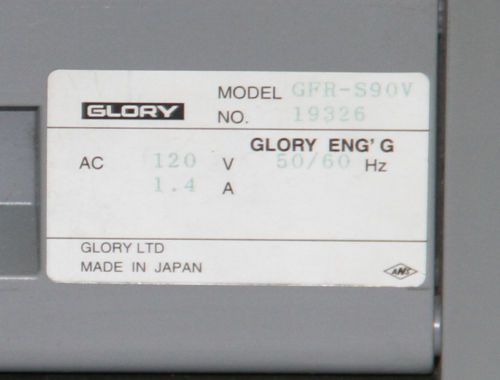 GLORY
MODEL GFR-S90V
NO. 19326
GLORY ENG'G
AC 120 V 50/60 Hz
1.4 A
GLORY LTD
MADE IN JAPAN